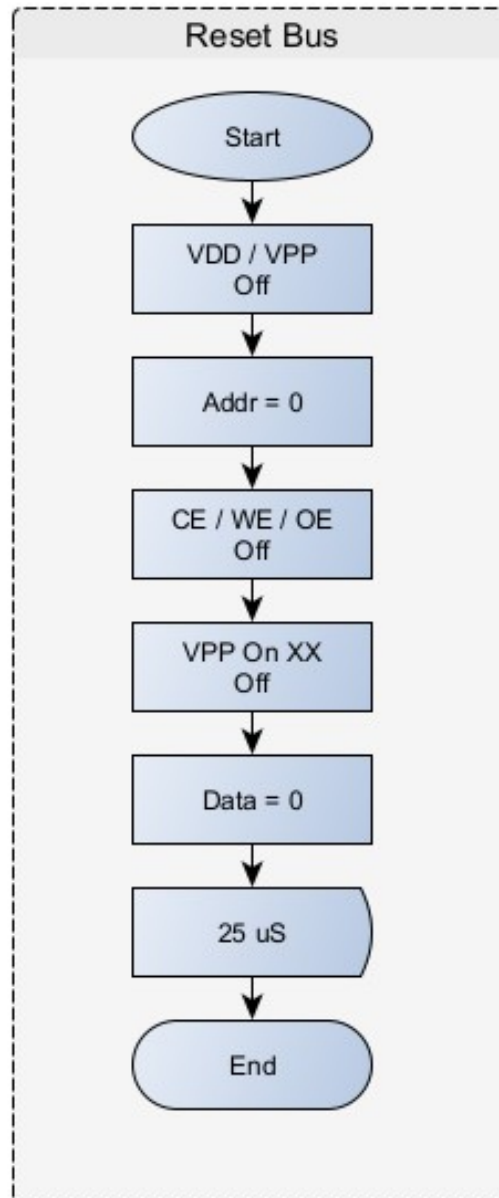 Reset Bus
Start
VDD / VPP
Off
Addr = 0
CE / WE / OE
Off
VPP On XX
Off
Data = 0
25 uS
End